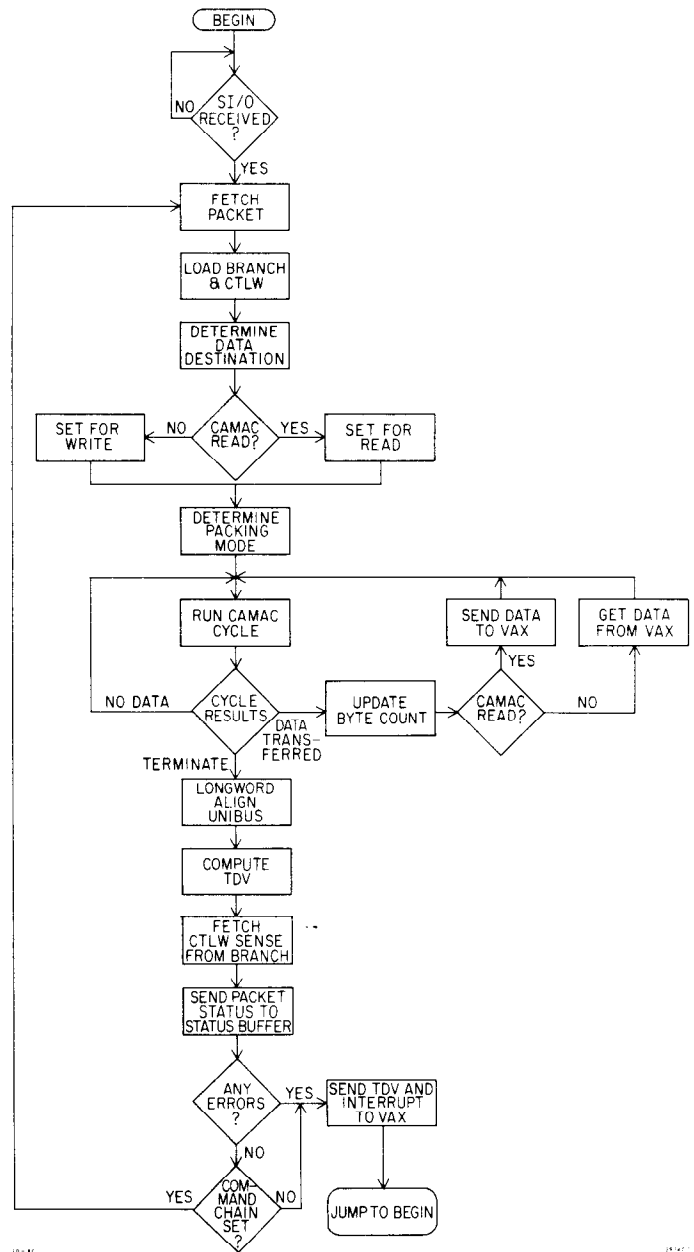 BEGIN
SI/O
RECEIVED
?
NO
YES
FETCH
PACKET
LOAD BRANCH
& CTLW
DETERMINE
DATA
DESTINATION
CAMAC
READ?
NO
YES
SET FOR
WRITE
SET FOR
READ
DETERMINE
PACKING
MODE
RUN CAMAC
CYCLE
SEND DATA
TO VAX
GET DATA
FROM VAX
CYCLE
RESULTS
NO DATA
DATA
TRANS-
FERRED
UPDATE
BYTE COUNT
CAMAC
READ?
YES
NO
TERMINATE
LONGWORD
ALIGN
UNIBUS
COMPUTE
TDV
FETCH
CTLW SENSE
FROM BRANCH
SEND PACKET
STATUS TO
STATUS BUFFER
ANY
ERRORS
?
YES
NO
SEND TDV AND
INTERRUPT
TO VAX
COM-
MAND
CHAIN
SET
?
YES
NO
JUMP TO BEGIN